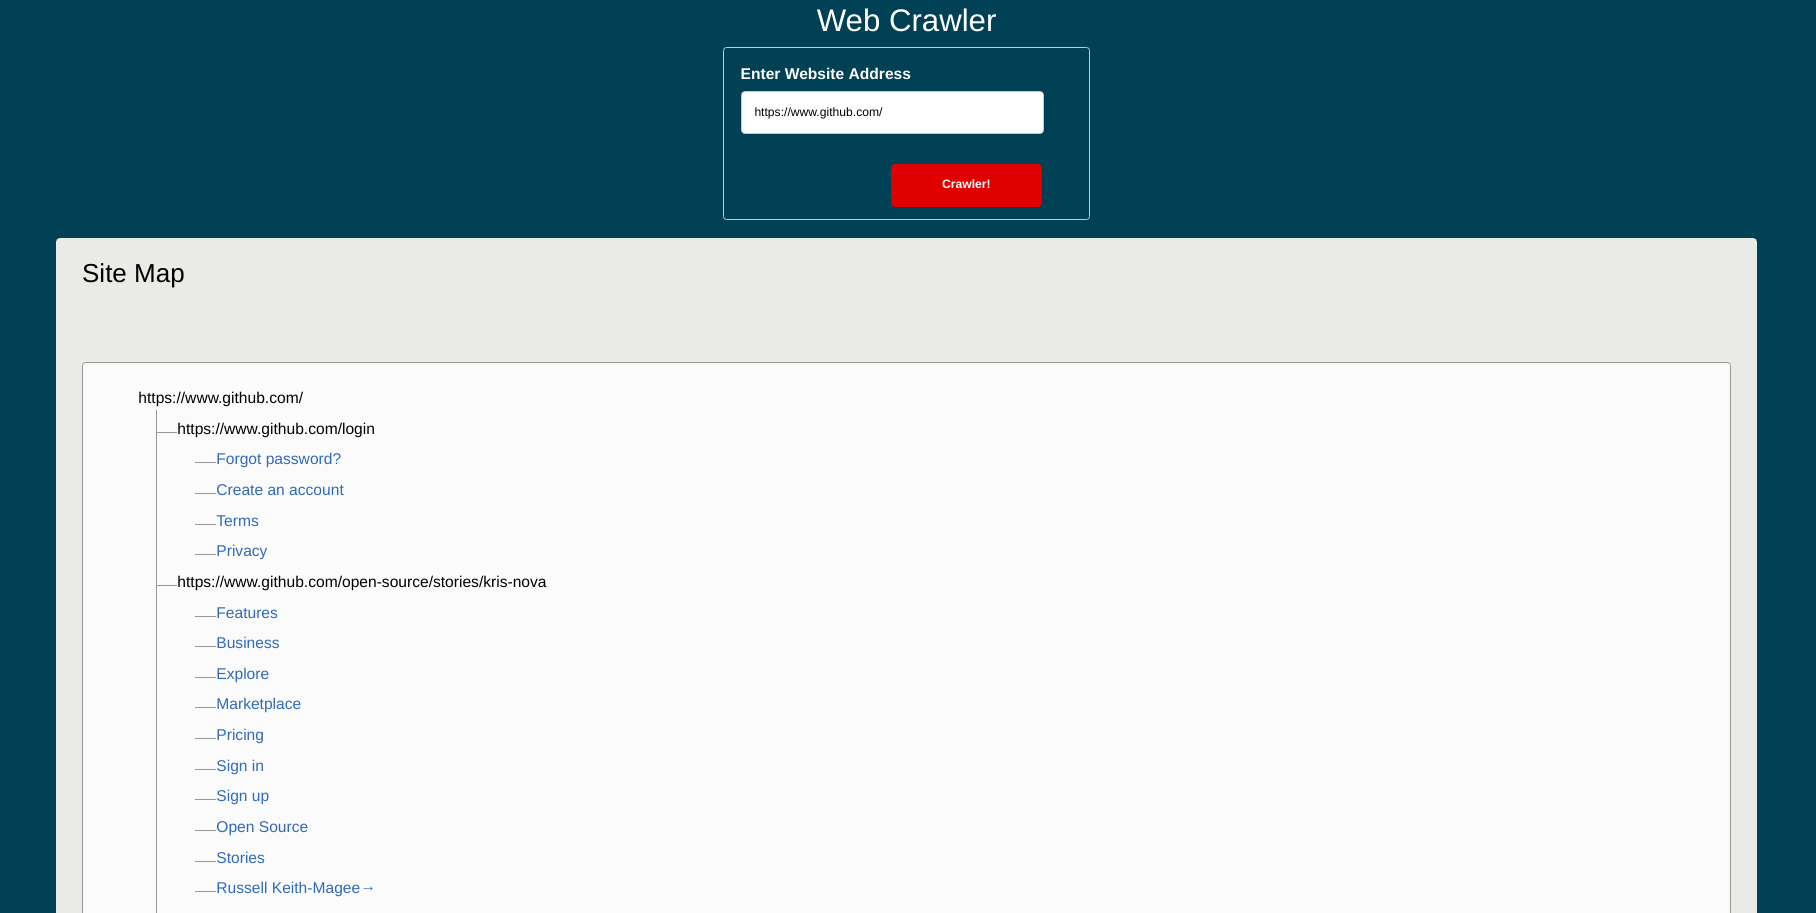 Web Crawler
Enter Website Address
https://www.github.com/
Crawler!
Site Map
https://www.github.com/
https://www.github.com/login
Forgot password?
Create an account
Terms
Privacy
https://www.github.com/open-source/stories/kris-nova
Features
Business
Explore
Marketplace
Pricing
Sign in
Sign up
Open Source
Stories
Russell Keith-Magee→